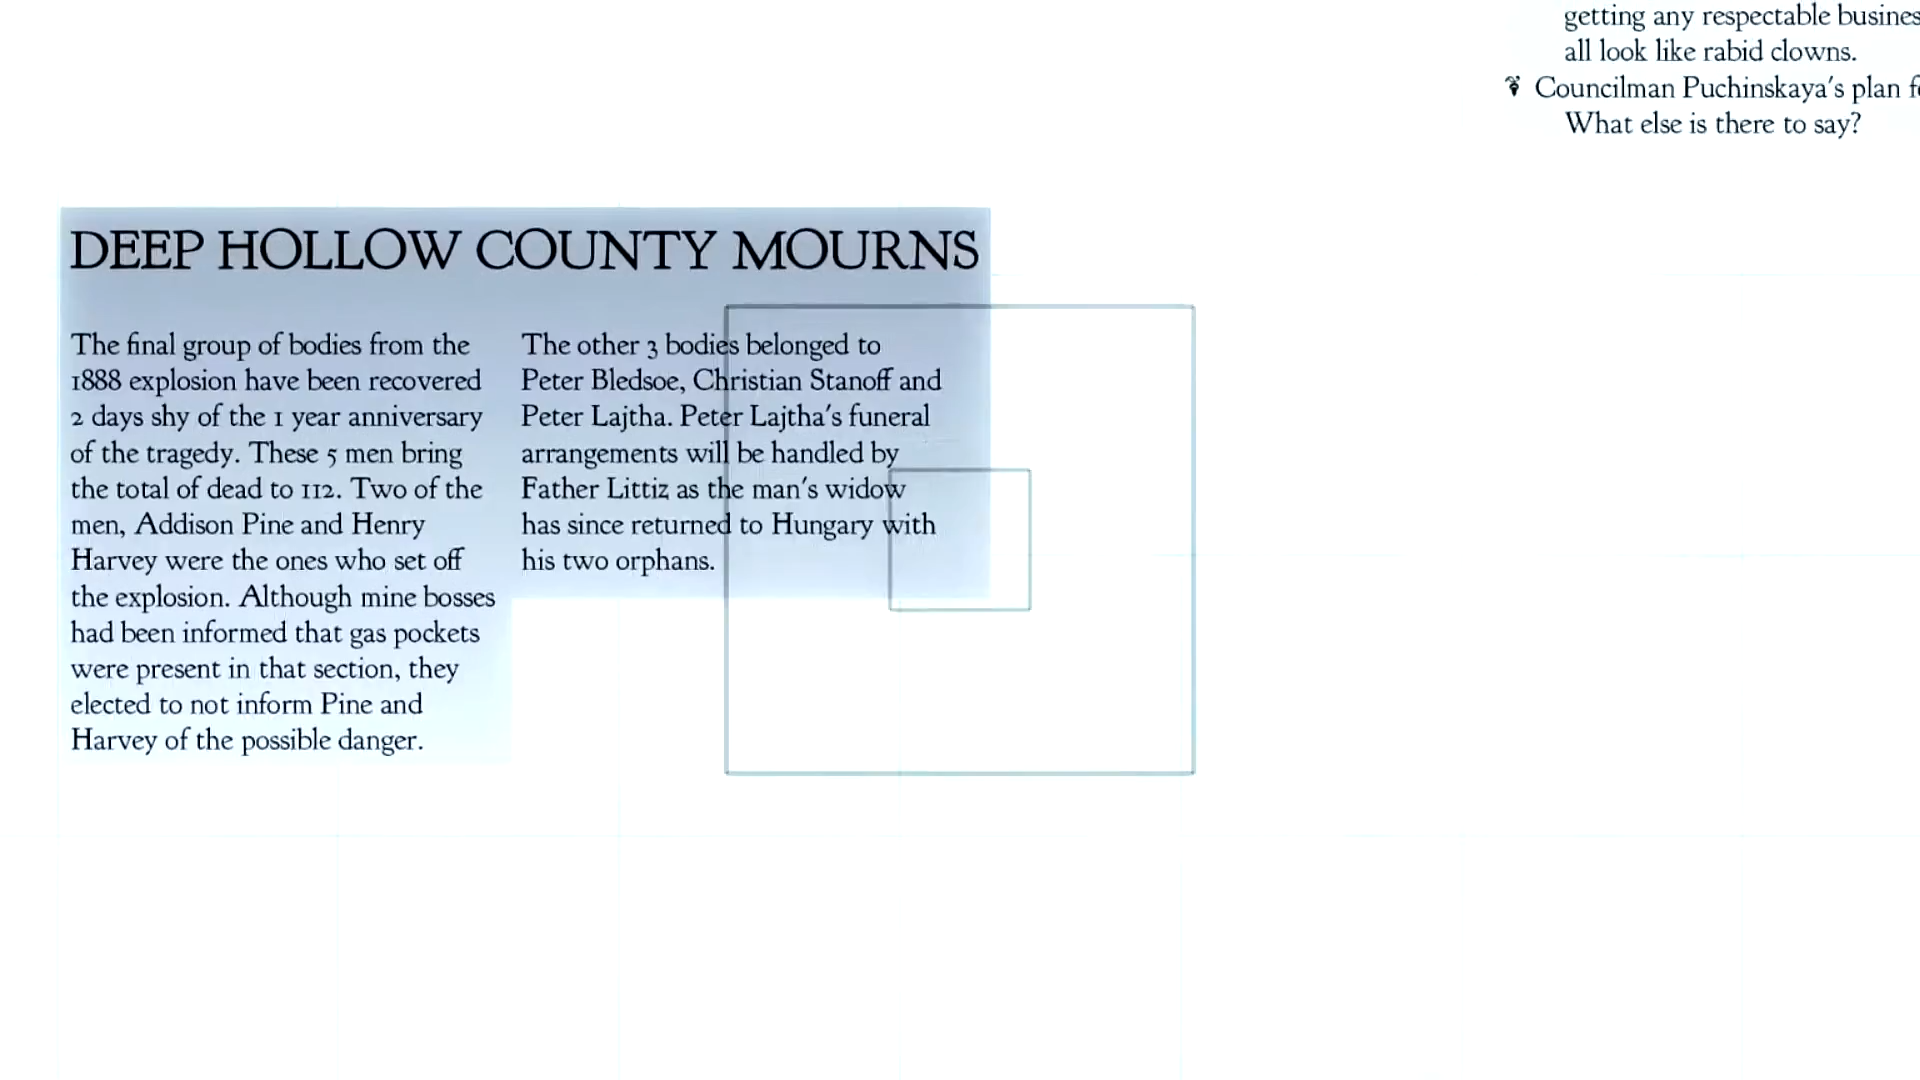 getting any respectable
all look like rabid clowns.
Councilman Puchinskaya's plan
What else is there to say?
DEEP HOLLOW COUNTY MOURNS
The final group of bodies from the
1888 explosion have been recovered
2 days shy of the 1 year anniversary
of the tragedy. These 5 men bring
the total of dead to 112. Two of the
men, Addison Pine and Henry
Harvey were the ones who set off
the explosion. Although mine bosses
had been informed that gas pockets
were present in that section, they
elected to not inform Pine and
Harvey of the possible danger.
The other 3 bodies belonged to
Peter Bledsoe, Christian Stanoff and
Peter Lajtha. Peter Lajtha's funeral
arrangements will be handled by
Father Littiz as the man's widow
has since returned to Hungary with
his two orphans.